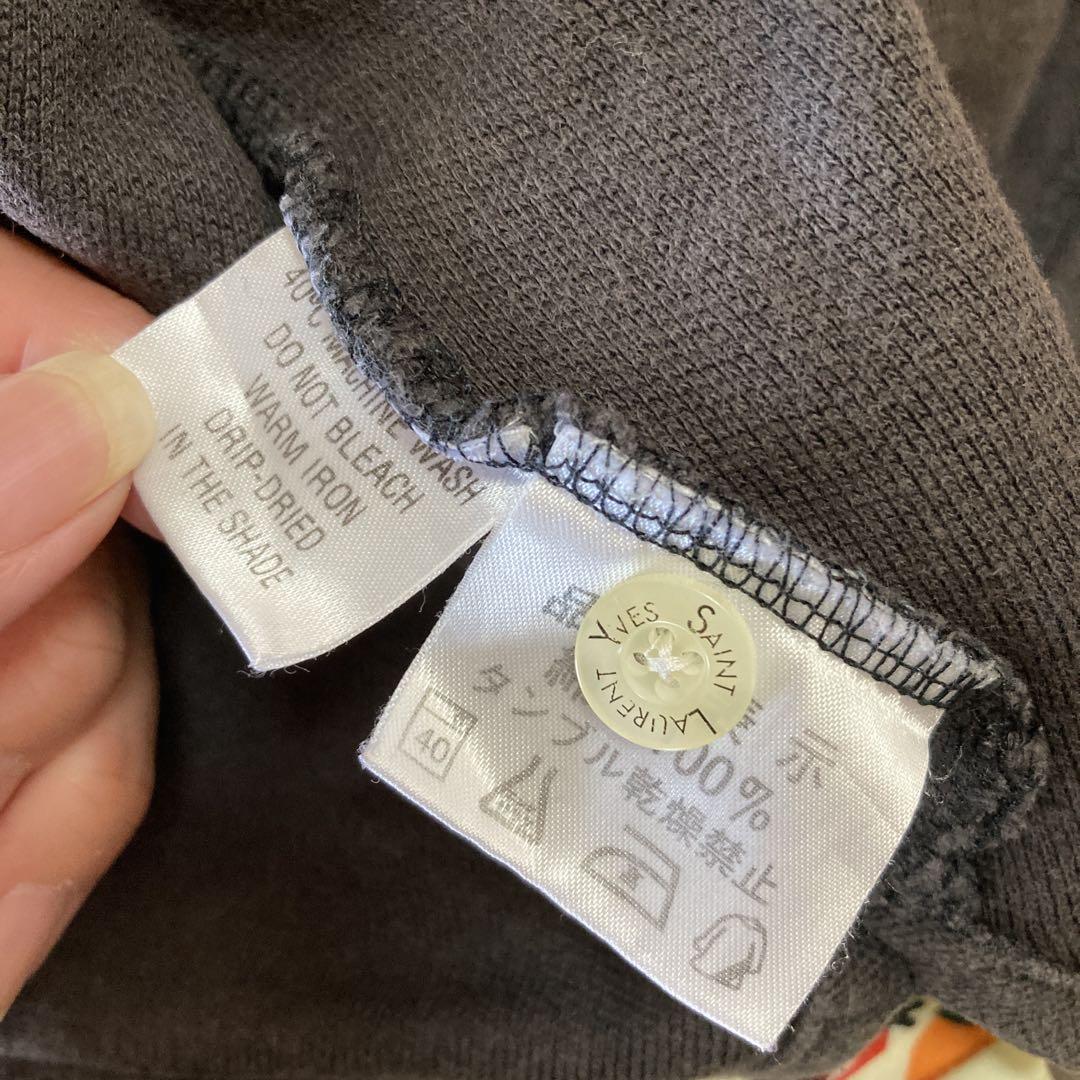 40℃ MACHINE WASH
DO NOT BLEACH
WARM IRON
DRIP-DRIED
IN THE SHADE
YVES SAINT LAURENT
品
示
00%
タンブル乾燥禁止
40